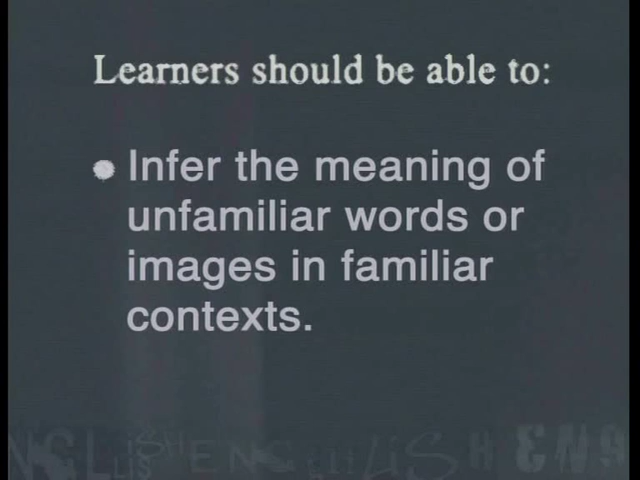 Learners should be able to:
Infer the meaning of
unfamiliar words or
images in familiar
contexts.